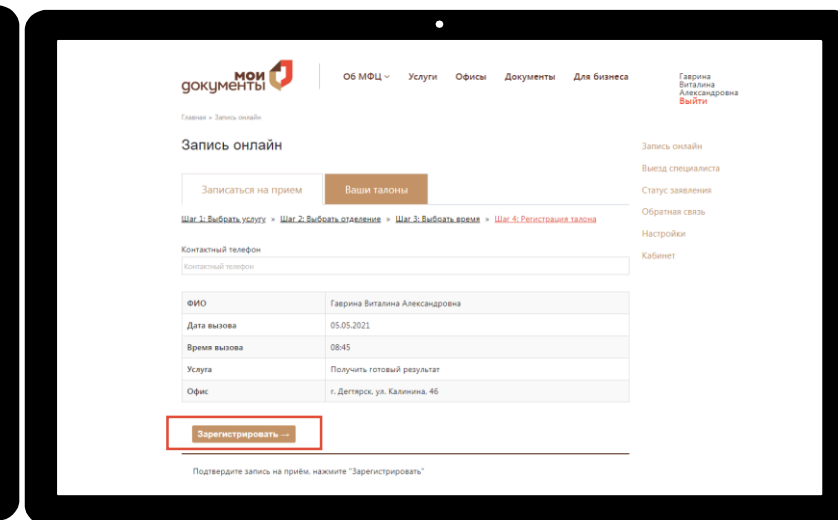 мои
документы
Об МФЦ
Услуги
Офисы
Документы
Для бизнеса
Гаврина
Виталина
Александровна
Выйти
Главная » Запись онлайн
Запись онлайн
Записаться на прием
Ваши талоны
Шаг 1: Выбрать услугу » Шаг 2: Выбрать отделение » Шаг 3: Выбрать время » Шаг 4: Регистрация талона
Контактный телефон
Контактный телефон
ФИО Гаврина Виталина Александровна
Дата вызова 05.05.2021
Время вызова 08:45
Услуга Получить готовый результат
Офис г. Дегтярск, ул. Калинина, 46
Зарегистрировать →
Подтвердите запись на приём, нажмите "Зарегистрировать"
Запись онлайн
Выезд специалиста
Статус заявления
Обратная связь
Настройки
Кабинет